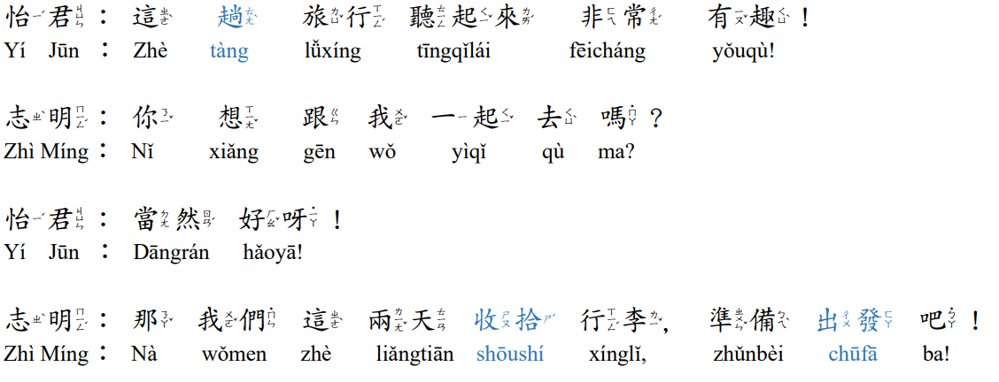 怡君：這趟旅行聽起來非常有趣！
Yí Jūn： Zhè tàng lǚxíng tīngqǐlái fēicháng yǒuqù!
志明：你想跟我一起去嗎？
Zhì Míng： Nǐ xiǎng gēn wǒ yìqǐ qù ma?
怡君：當然好呀！
Yí Jūn： Dāngrán hǎoyā!
志明：那我們這兩天收拾行李，準備出發吧！
Zhì Míng： Nà wǒmen zhè liǎngtiān shōushí xínglǐ, zhǔnbèi chūfā ba!